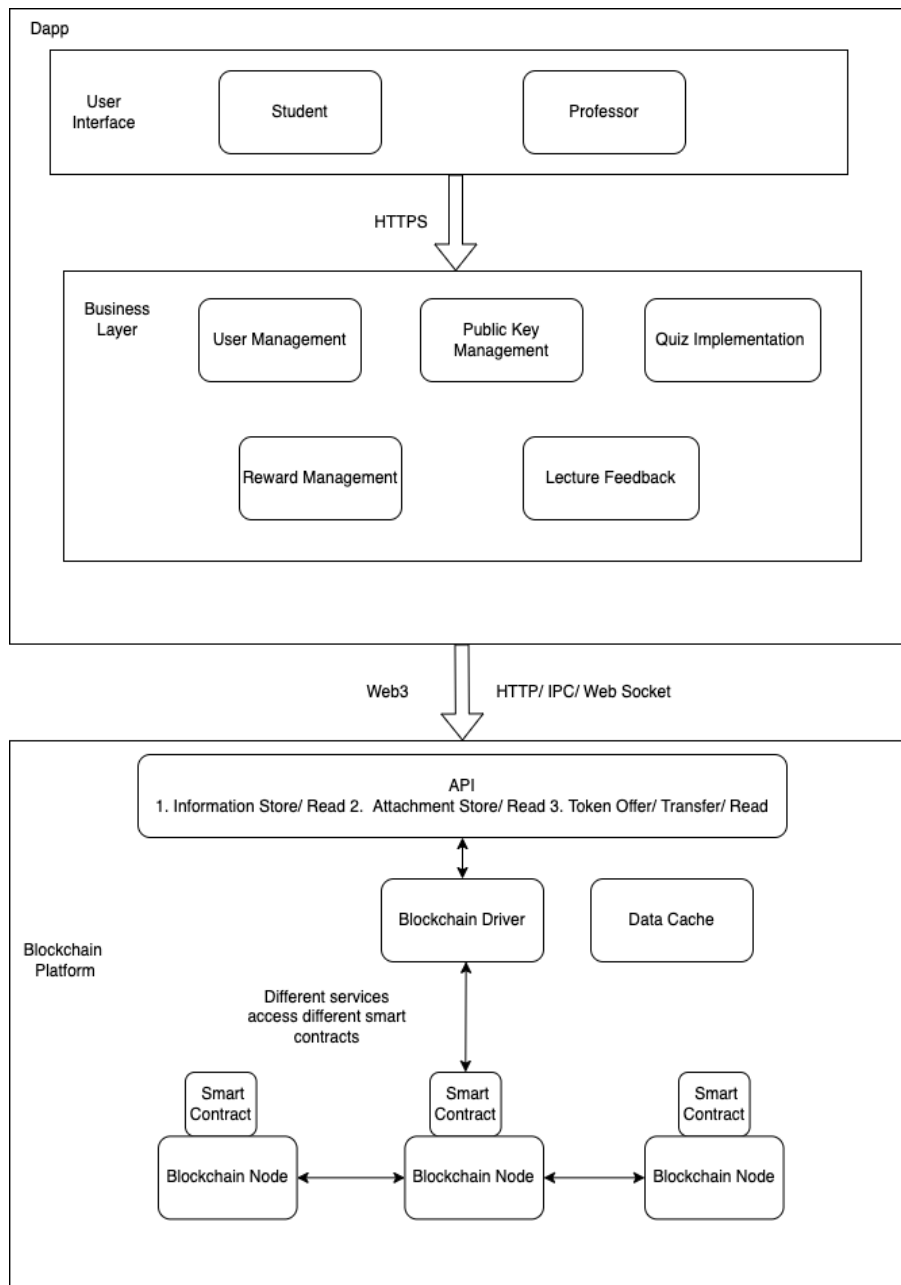 Dapp
User
Interface
Student
Professor
HTTPS
Business
Layer
User Management
Public Key
Management
Quiz Implementation
Reward Management
Lecture Feedback
Web3
HTTP/ IPC/ Web Socket
API
1. Information Store/ Read 2. Attachment Store/ Read 3. Token Offer/ Transfer/ Read
Blockchain Driver
Data Cache
Blockchain
Platform
Different services
access different smart
contracts
Smart
Contract
Smart
Contract
Smart
Contract
Blockchain Node
Blockchain Node
Blockchain Node